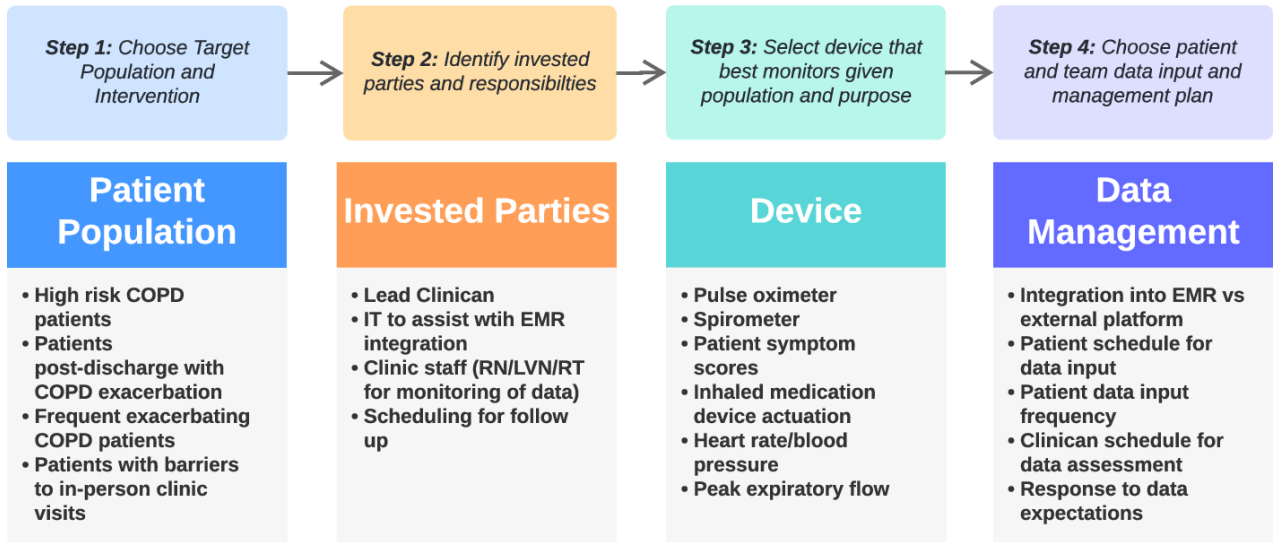 Step 1: Choose Target
Population and
Intervention
Step 2: Identify invested
parties and responsibilties
Step 3: Select device that
best monitors given
population and purpose
Step 4: Choose patient
and team data input and
management plan
Patient
Population
• High risk COPD
patients
• Patients
post-discharge with
COPD exacerbation
• Frequent exacerbating
COPD patients
• Patients with barriers
to in-person clinic
visits
Invested Parties
• Lead Clinican
• IT to assist wtih EMR
integration
• Clinic staff (RN/LVN/RT
for monitoring of data)
• Scheduling for follow
up
Device
• Pulse oximeter
• Spirometer
• Patient symptom
scores
• Inhaled medication
device actuation
• Heart rate/blood
pressure
• Peak expiratory flow
Data
Management
• Integration into EMR vs
external platform
• Patient schedule for
data input
• Patient data input
frequency
• Clinican schedule for
data assessment
• Response to data
expectations